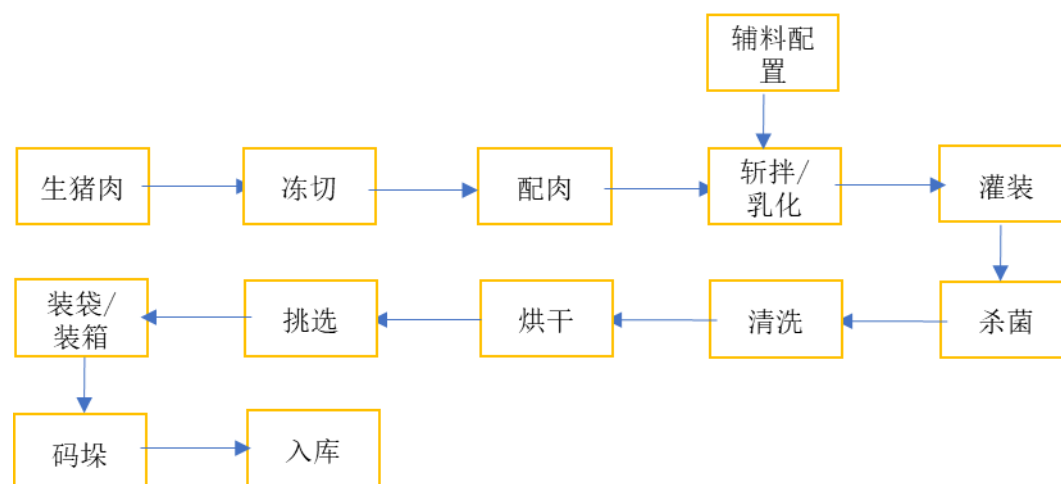 辅料配
置
生猪肉
冻切
配肉
斩拌/
乳化
灌装
装袋/
装箱
挑选
烘干
清洗
杀菌
码垛
入库